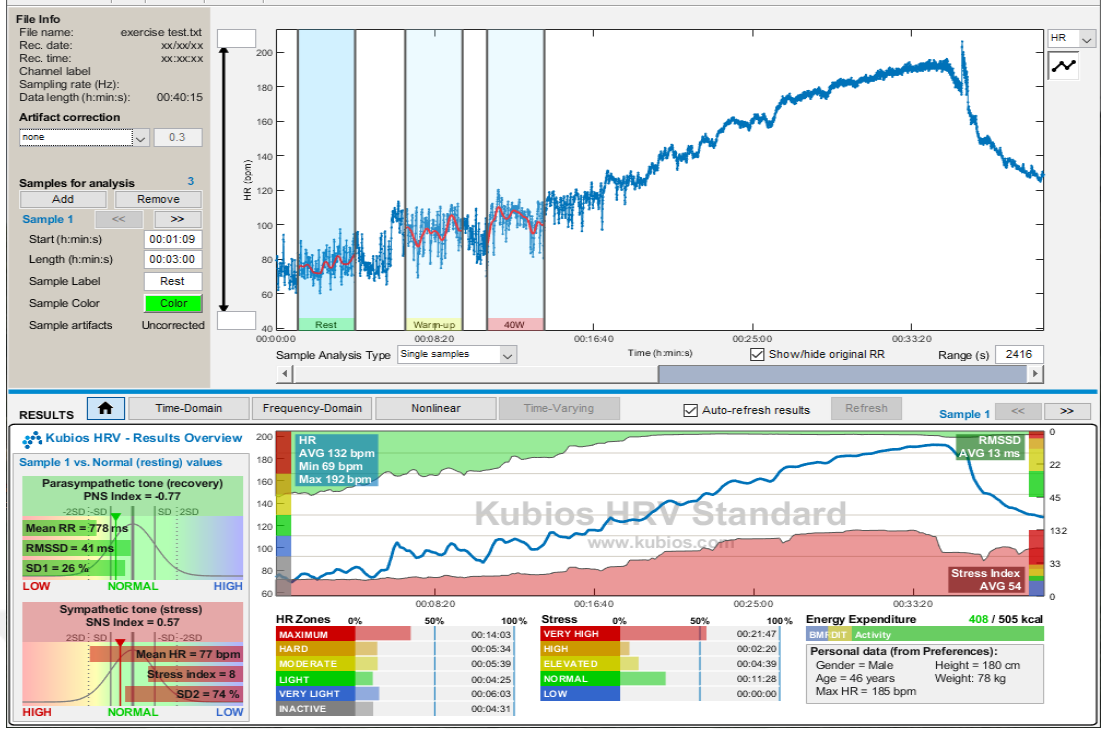 File Info
File name: exercise test.txt
Rec. date: xx/xx/xx
Rec. time: xx:xx:xx
Channel label
Sampling rate (Hz):
Data length (h:min:s): 00:40:15
Artifact correction
none 0.3
Samples for analysis 3
Add Remove
Sample 1 << >>
Start (h:min:s) 00:01:09
Length (h:min:s) 00:03:00
Sample Label Rest
Sample Color Color
Sample artifacts Uncorrected
HR (bpm)
200
180
160
140
120
100
80
60
40
Rest Warm-up 40W
00:00:00 00:08:20 00:16:40 00:25:00 00:33:20
HR
Sample Analysis Type Single samples Time (h:min:s) Show/hide original RR Range (s) 2416
RESULTS Time-Domain Frequency-Domain Nonlinear Time-Varying Auto-refresh results Refresh Sample 1 << >>
Kubios HRV - Results Overview
Sample 1 vs. Normal (resting) values
Parasympathetic tone (recovery)
PNS Index = -0.77
-2SD -SD SD 2SD
Mean RR = 778 ms
RMSSD = 41 ms
SD1 = 26 %
LOW NORMAL HIGH
Sympathetic tone (stress)
SNS Index = 0.57
2SD SD -SD -2SD
Mean HR = 77 bpm
Stress index = 8
SD2 = 74 %
HIGH NORMAL LOW
200
180
160
140
120
100
80
60
HR
AVG 132 bpm
Min 69 bpm
Max 192 bpm
RMSSD
AVG 13 ms
Kubios HRV Standard
www.kubios.com
Stress Index
AVG 54
0
22
45
132
33
0
00:08:20 00:16:40 00:25:00 00:33:20
HR Zones 0% 50% 100%
MAXIMUM 00:14:03
HARD 00:05:34
MODERATE 00:05:39
LIGHT 00:04:25
VERY LIGHT 00:06:03
INACTIVE 00:04:31
Stress 0% 50% 100%
VERY HIGH 00:21:47
HIGH 00:02:20
ELEVATED 00:04:39
NORMAL 00:11:28
LOW 00:00:00
Energy Expenditure 408 / 505 kcal
BMR DIT Activity
Personal data (from Preferences):
Gender = Male Height = 180 cm
Age = 46 years Weight: 78 kg
Max HR = 185 bpm